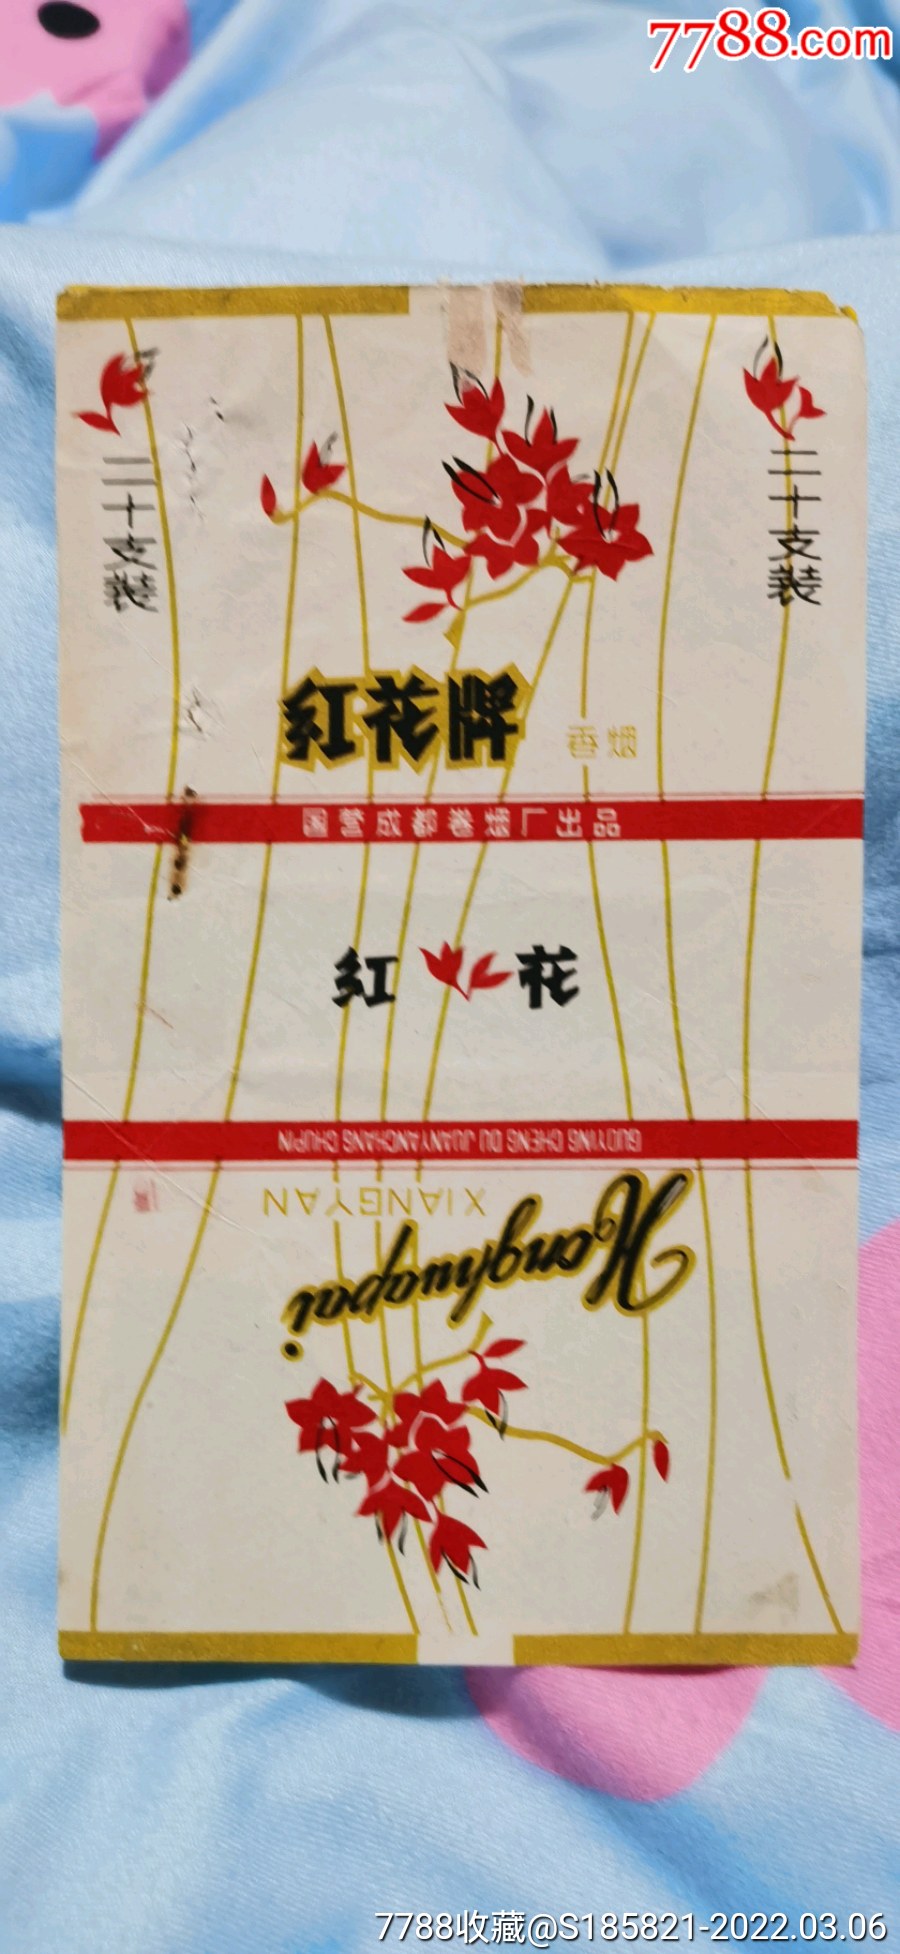 7788.com
二十支装
二十支装
红花牌
香烟
国营成都卷烟厂出品
红 花
GUOYING CHENG DU JUANYANCHANG CHUPIN
Honghuapai
XIANGYAN
7788收藏@S185821-2022.03.06